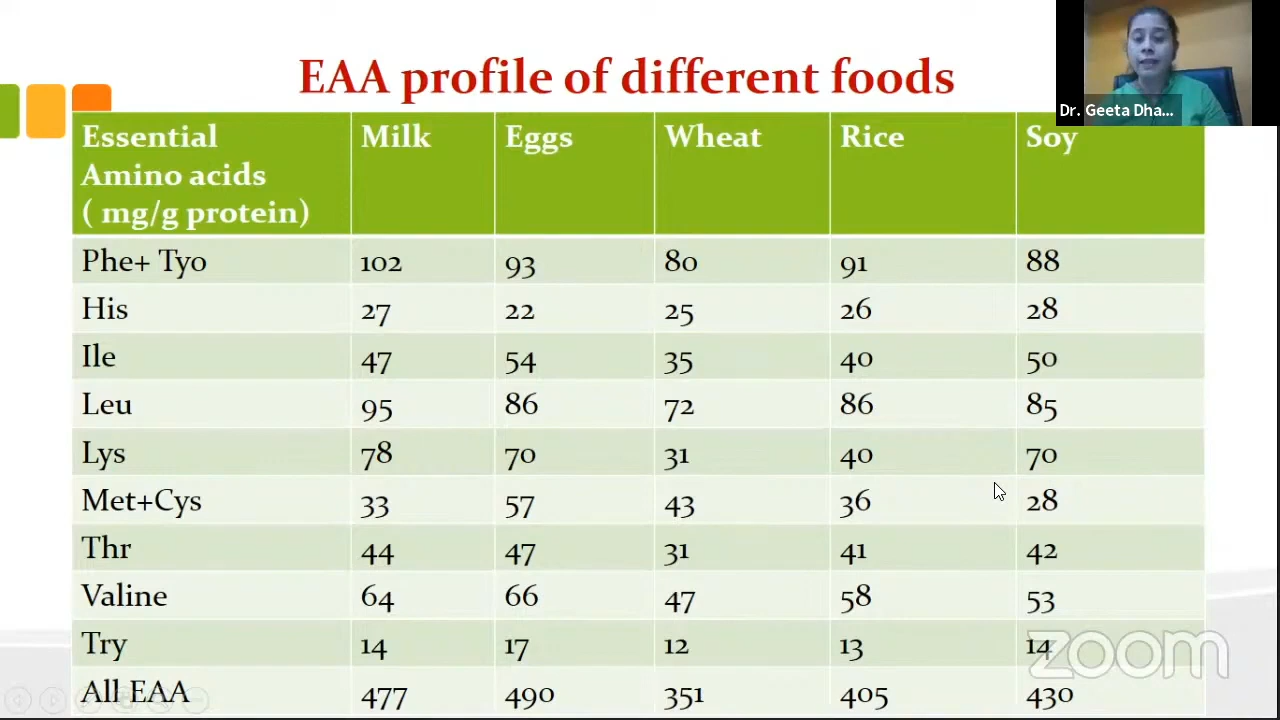 EAA profile of different foods
Dr. Geeta Dha...
Essential Amino acids ( mg/g protein) Milk Eggs Wheat Rice Soy
Phe+ Tyo 102 93 80 91 88
His 27 22 25 26 28
Ile 47 54 35 40 50
Leu 95 86 72 86 85
Lys 78 70 31 40 70
Met+Cys 33 57 43 36 28
Thr 44 47 31 41 42
Valine 64 66 47 58 53
Try 14 17 12 13 14
zoom
All EAA 477 490 351 405 430